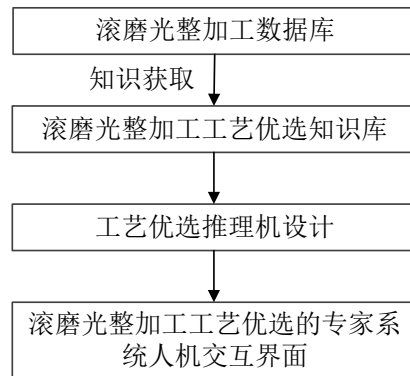 滚磨光整加工数据库
知识获取
滚磨光整加工工艺优选知识库
工艺优选推理机设计
滚磨光整加工工艺优选的专家系
统人机交互界面